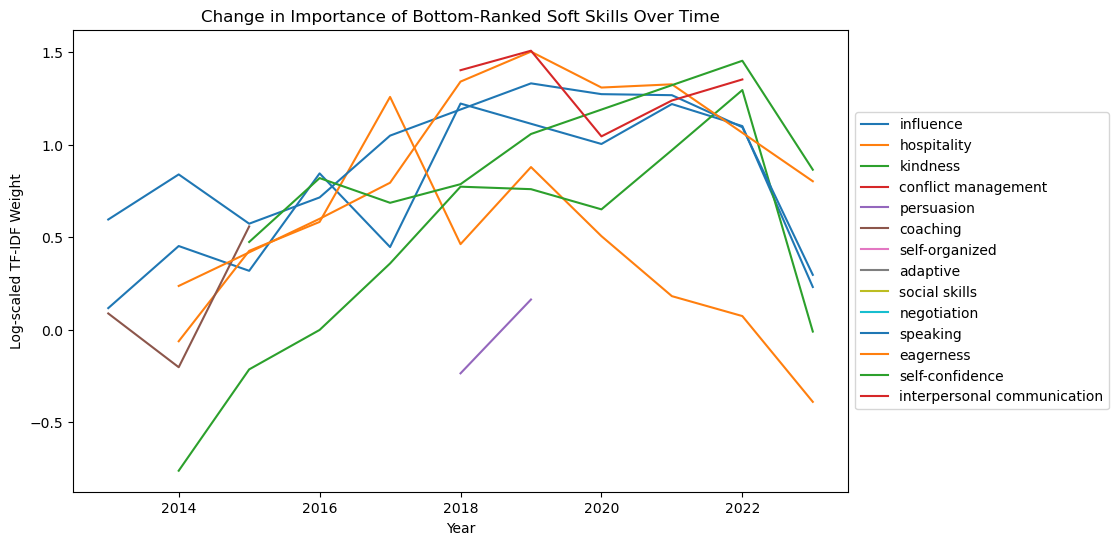 Change in Importance of Bottom-Ranked Soft Skills Over Time
Log-scaled TF-IDF Weight
1.5
1.0
0.5
0.0
−0.5
2014
2016
2018
2020
2022
Year
influence
hospitality
kindness
conflict management
persuasion
coaching
self-organized
adaptive
social skills
negotiation
speaking
eagerness
self-confidence
interpersonal communication